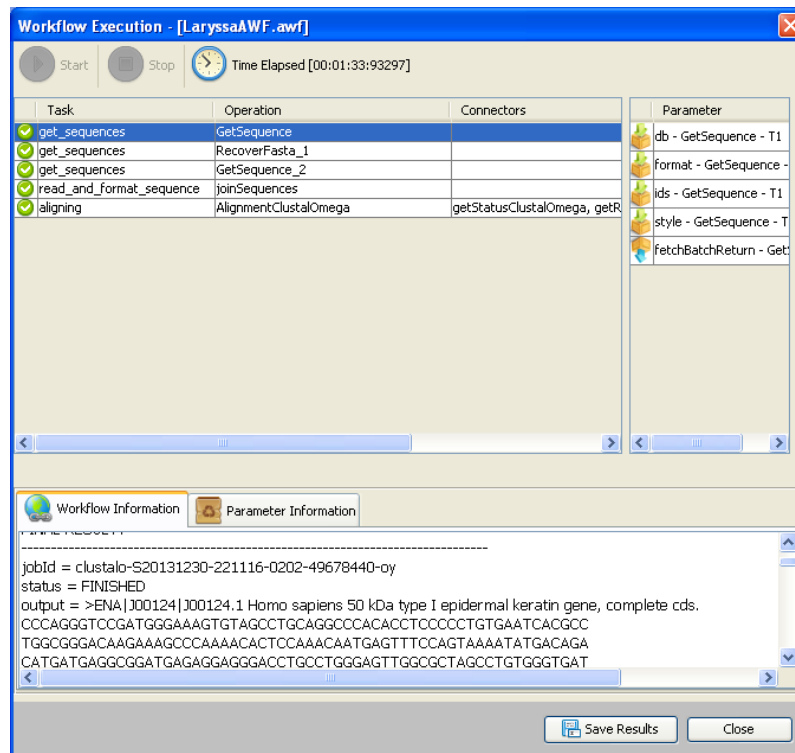 Workflow Execution - [LaryssaAWF.awf]
Start Stop Time Elapsed [00:01:33:93297]
Task Operation Connectors Parameter
get_sequences GetSequence
get_sequences RecoverFasta_1
get_sequences GetSequence_2
read_and_format_sequence joinSequences
aligning AlignmentClustalOmega getStatusClustalOmega, getR
db - GetSequence - T1
format - GetSequence -
ids - GetSequence - T1
style - GetSequence - T
fetchBatchReturn - Get
Workflow Information Parameter Information
--------------------------------------------------------------------------------
jobId = clustalo-S20131230-221116-0202-49678440-oy
status = FINISHED
output = >ENA|J00124|J00124.1 Homo sapiens 50 kDa type I epidermal keratin gene, complete cds.
CCCAGGGTCCGATGGGAAAGTGTAGCCTGCAGGCCCACACCTCCCCCTGTGAATCACGCC
TGGCGGGACAAGAAAGCCCAAAACACTCCAAACAATGAGTTTCCAGTAAAATATGACAGA
CATGATGAGGCGGATGAGAGGAGGGACCTGCCTGGGAGTTGGCGCTAGCCTGTGGGTGAT
Save Results Close